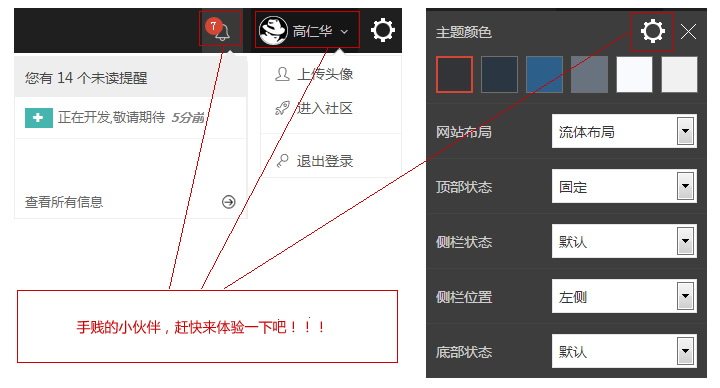 7
高仁华
您有 14 个未读提醒
正在开发,敬请期待 5分前
查看所有信息
上传头像
进入社区
退出登录
手贱的小伙伴，赶快来体验一下吧！！！
主题颜色
网站布局 流体布局
顶部状态 固定
侧栏状态 默认
侧栏位置 左侧
底部状态 默认